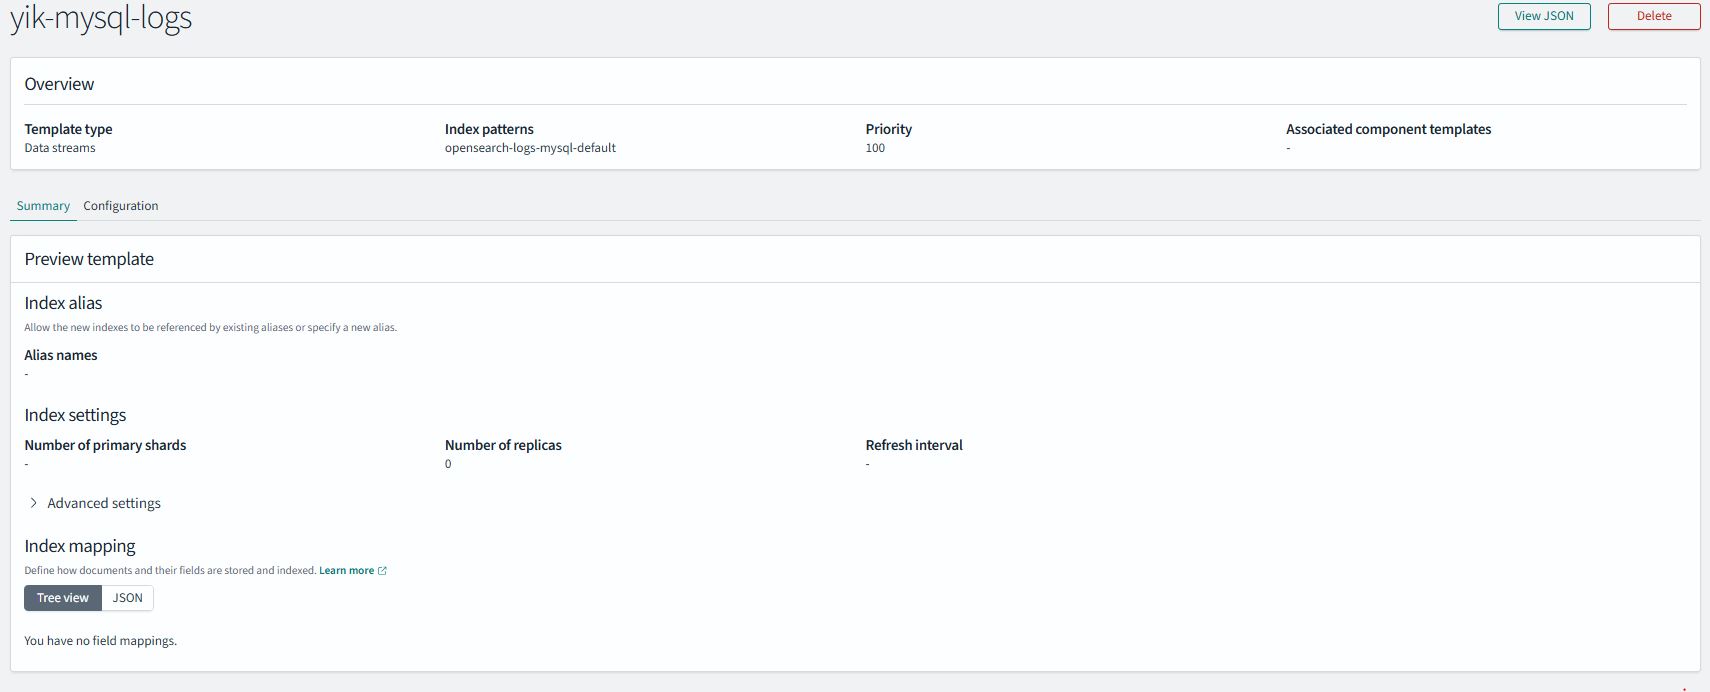 yik-mysql-logs
View JSON
Delete
Overview
Template type
Data streams
Index patterns
opensearch-logs-mysql-default
Priority
100
Associated component templates
-
Summary
Configuration
Preview template
Index alias
Allow the new indexes to be referenced by existing aliases or specify a new alias.
Alias names
-
Index settings
Number of primary shards
-
Number of replicas
0
Refresh interval
-
Advanced settings
Index mapping
Define how documents and their fields are stored and indexed. Learn more
Tree view
JSON
You have no field mappings.